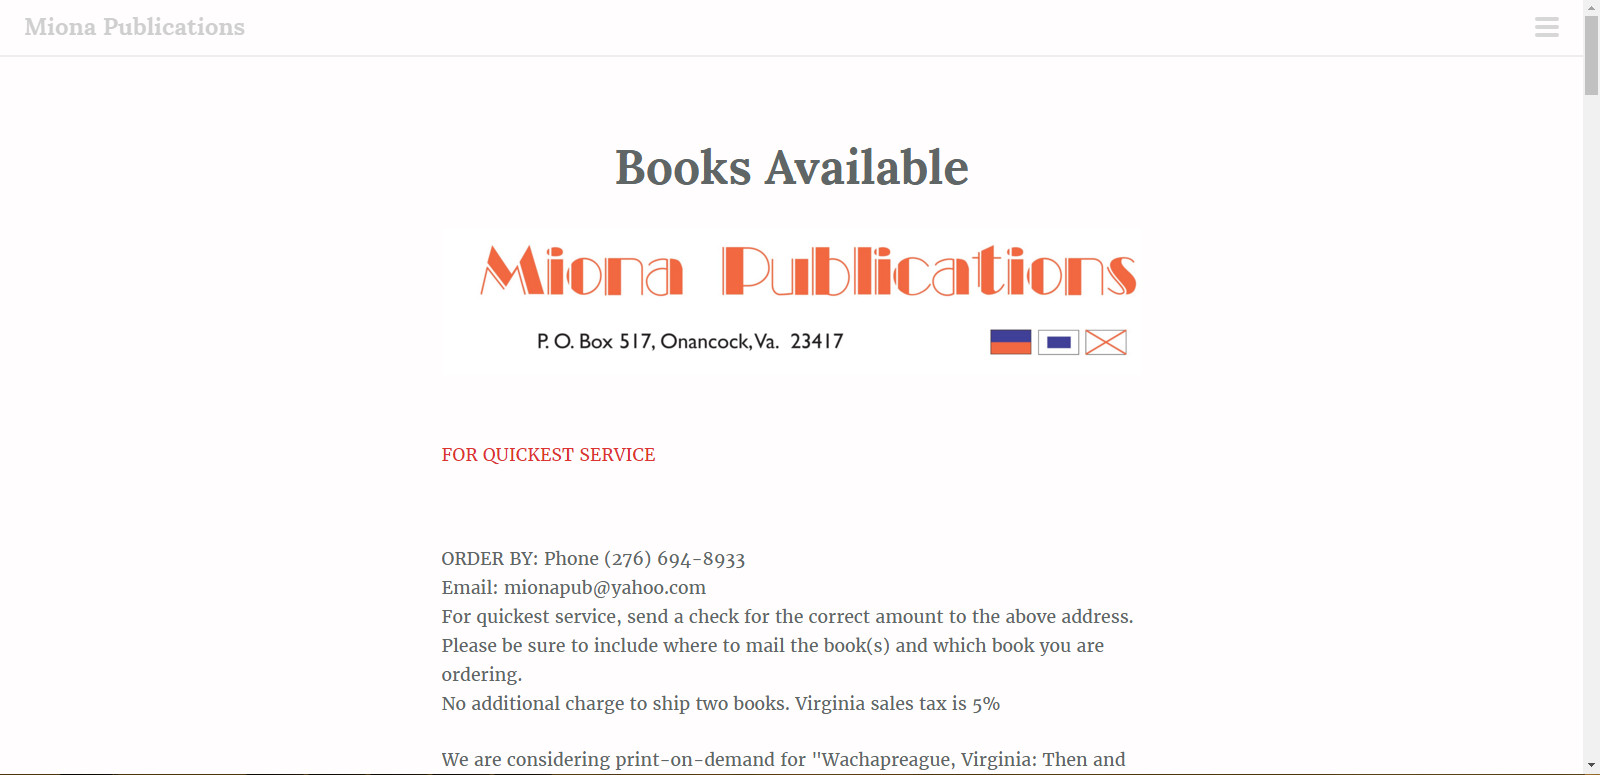 Miona Publications
Books Available
Miona Publications
P. O. Box 517, Onancock, Va. 23417
FOR QUICKEST SERVICE
ORDER BY: Phone (276) 694-8933
Email: mionapub@yahoo.com
For quickest service, send a check for the correct amount to the above address.
Please be sure to include where to mail the book(s) and which book you are
ordering.
No additional charge to ship two books. Virginia sales tax is 5%
We are considering print-on-demand for "Wachapreague, Virginia: Then and